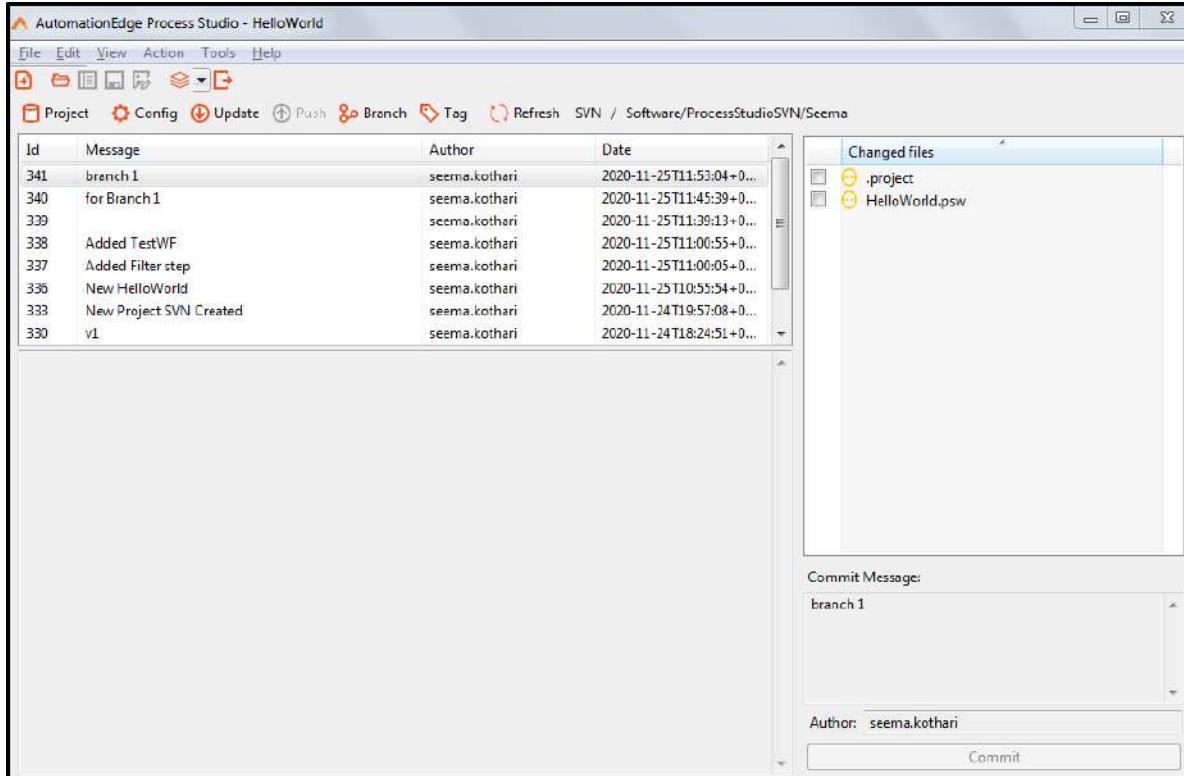 AutomationEdge Process Studio - HelloWorld
File Edit View Action Tools Help
Project Config Update Push Branch Tag Refresh SVN / Software/ProcessStudioSVN/Seema
Id Message Author Date
341 branch 1 seema.kothari 2020-11-25T11:53:04+0...
340 for Branch 1 seema.kothari 2020-11-25T11:45:39+0...
339 seema.kothari 2020-11-25T11:39:13+0...
338 Added TestWF seema.kothari 2020-11-25T11:00:55+0...
337 Added Filter step seema.kothari 2020-11-25T11:00:05+0...
336 New HelloWorld seema.kothari 2020-11-25T10:55:54+0...
333 New Project SVN Created seema.kothari 2020-11-24T19:57:08+0...
330 v1 seema.kothari 2020-11-24T18:24:51+0...
Changed files
.project
HelloWorld.psw
Commit Message:
branch 1
Author: seema.kothari
Commit